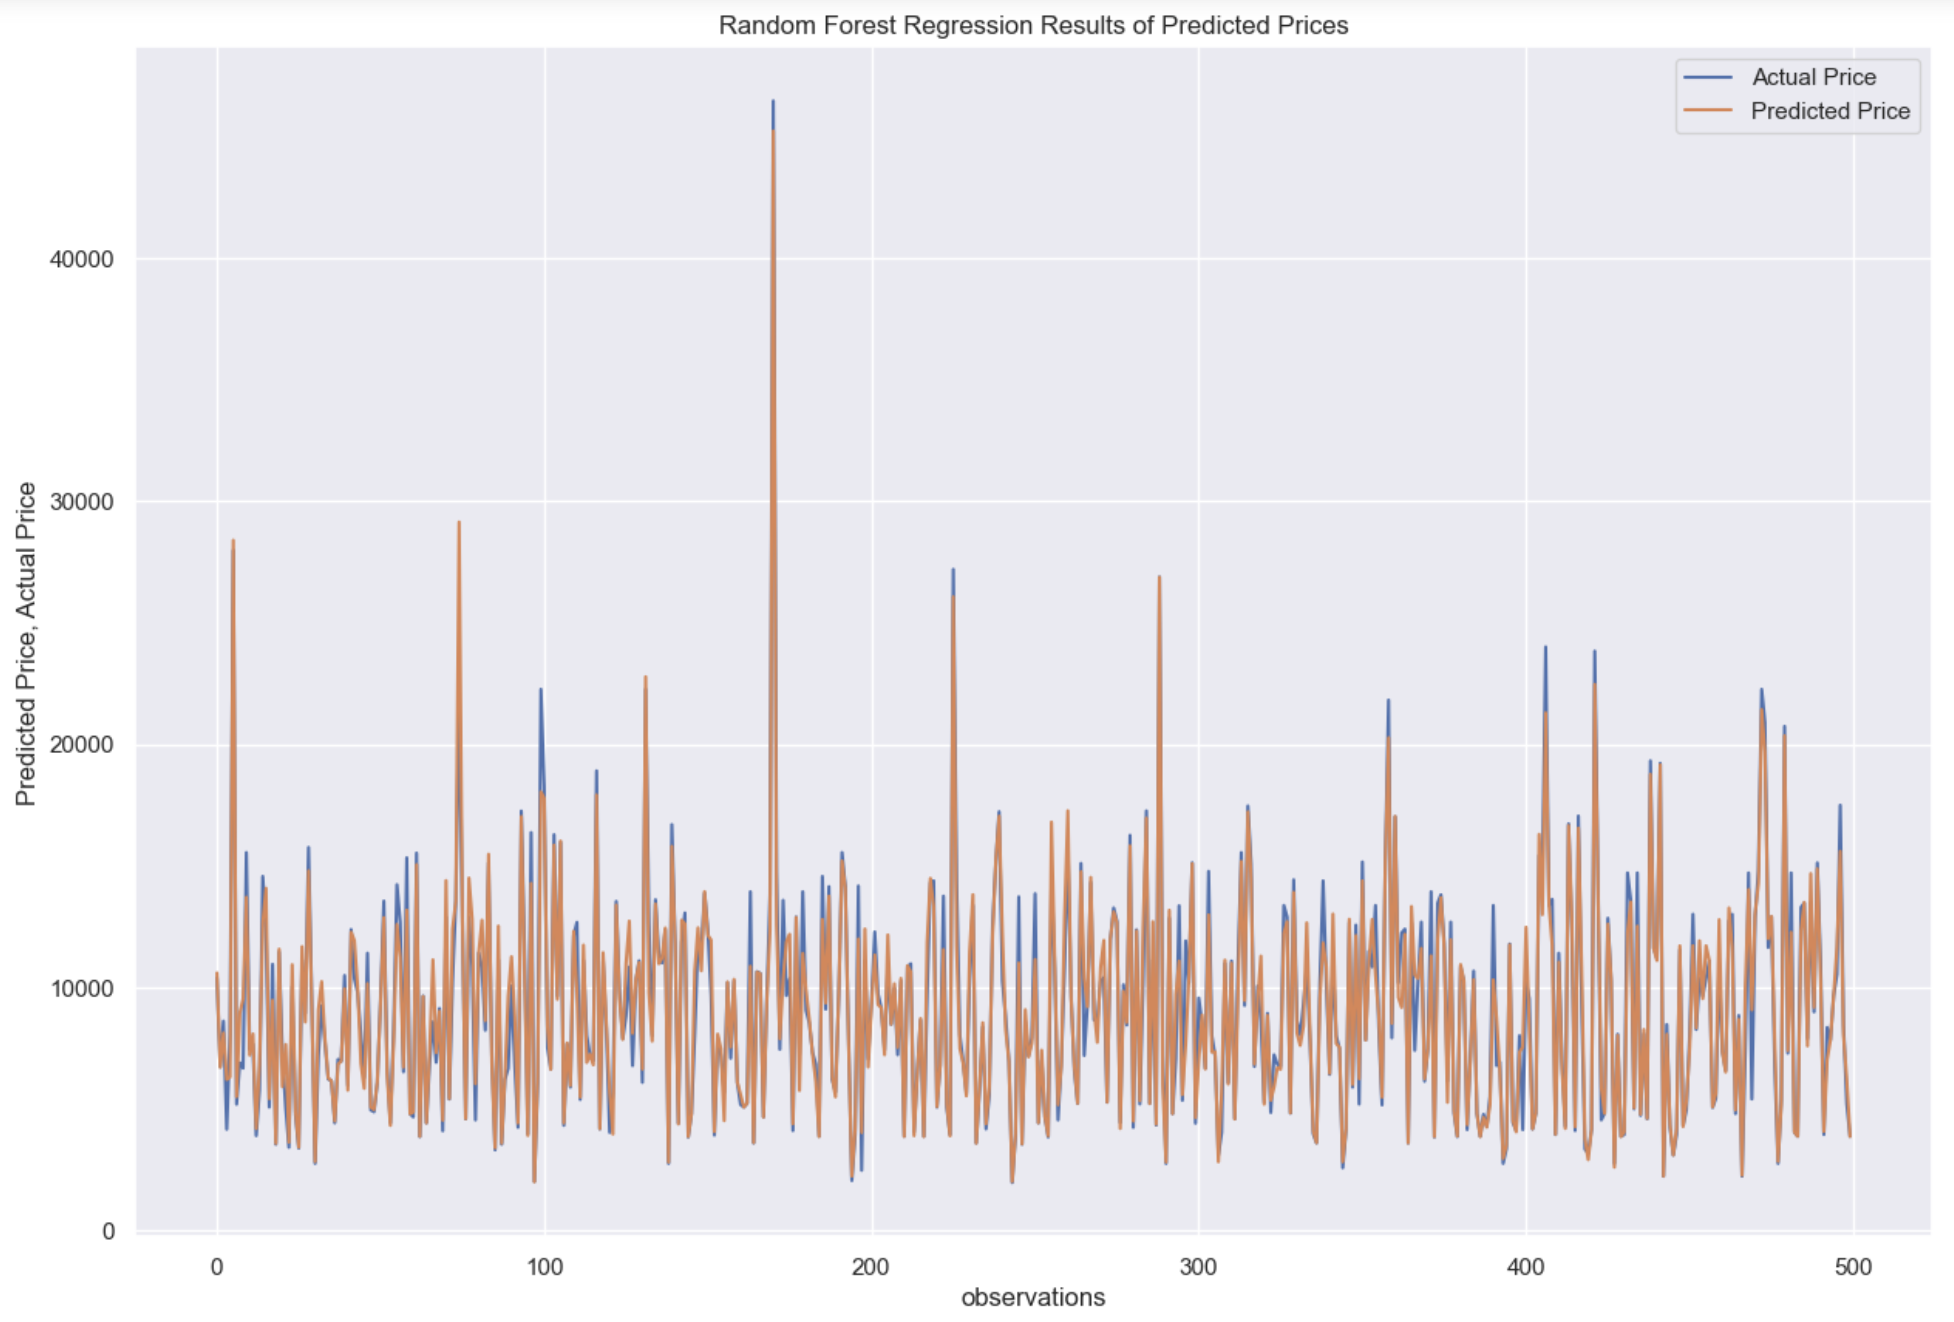 Random Forest Regression Results of Predicted Prices
Actual Price
Predicted Price
Predicted Price, Actual Price
40000
30000
20000
10000
0
0 100 200 300 400 500
observations